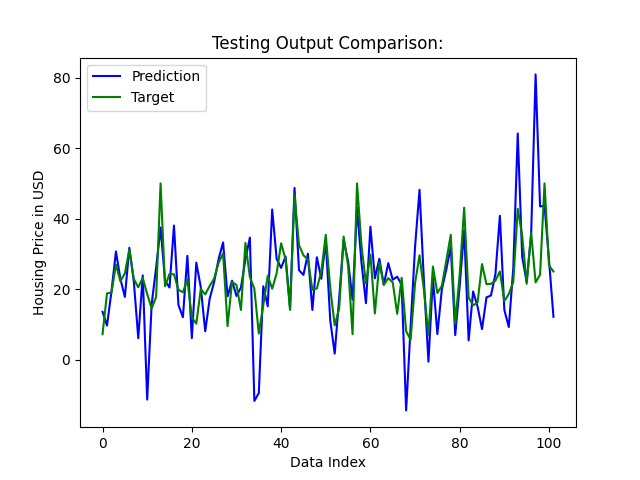 Testing Output Comparison:
Prediction
Target
80
60
40
20
0
Housing Price in USD
0 20 40 60 80 100
Data Index